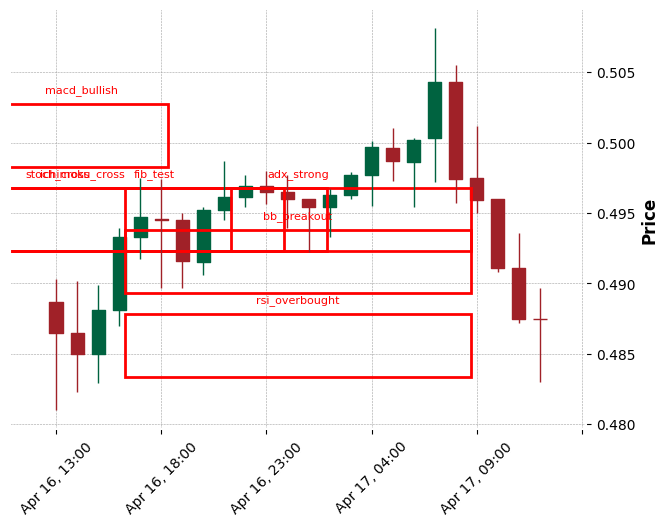 macd_bullish
stoch_cross
ichimoku_cross
fib_test
adx_strong
bb_breakout
rsi_overbought
0.505
0.500
0.495
0.490
0.485
0.480
Price
Apr 16, 13:00
Apr 16, 18:00
Apr 16, 23:00
Apr 17, 04:00
Apr 17, 09:00